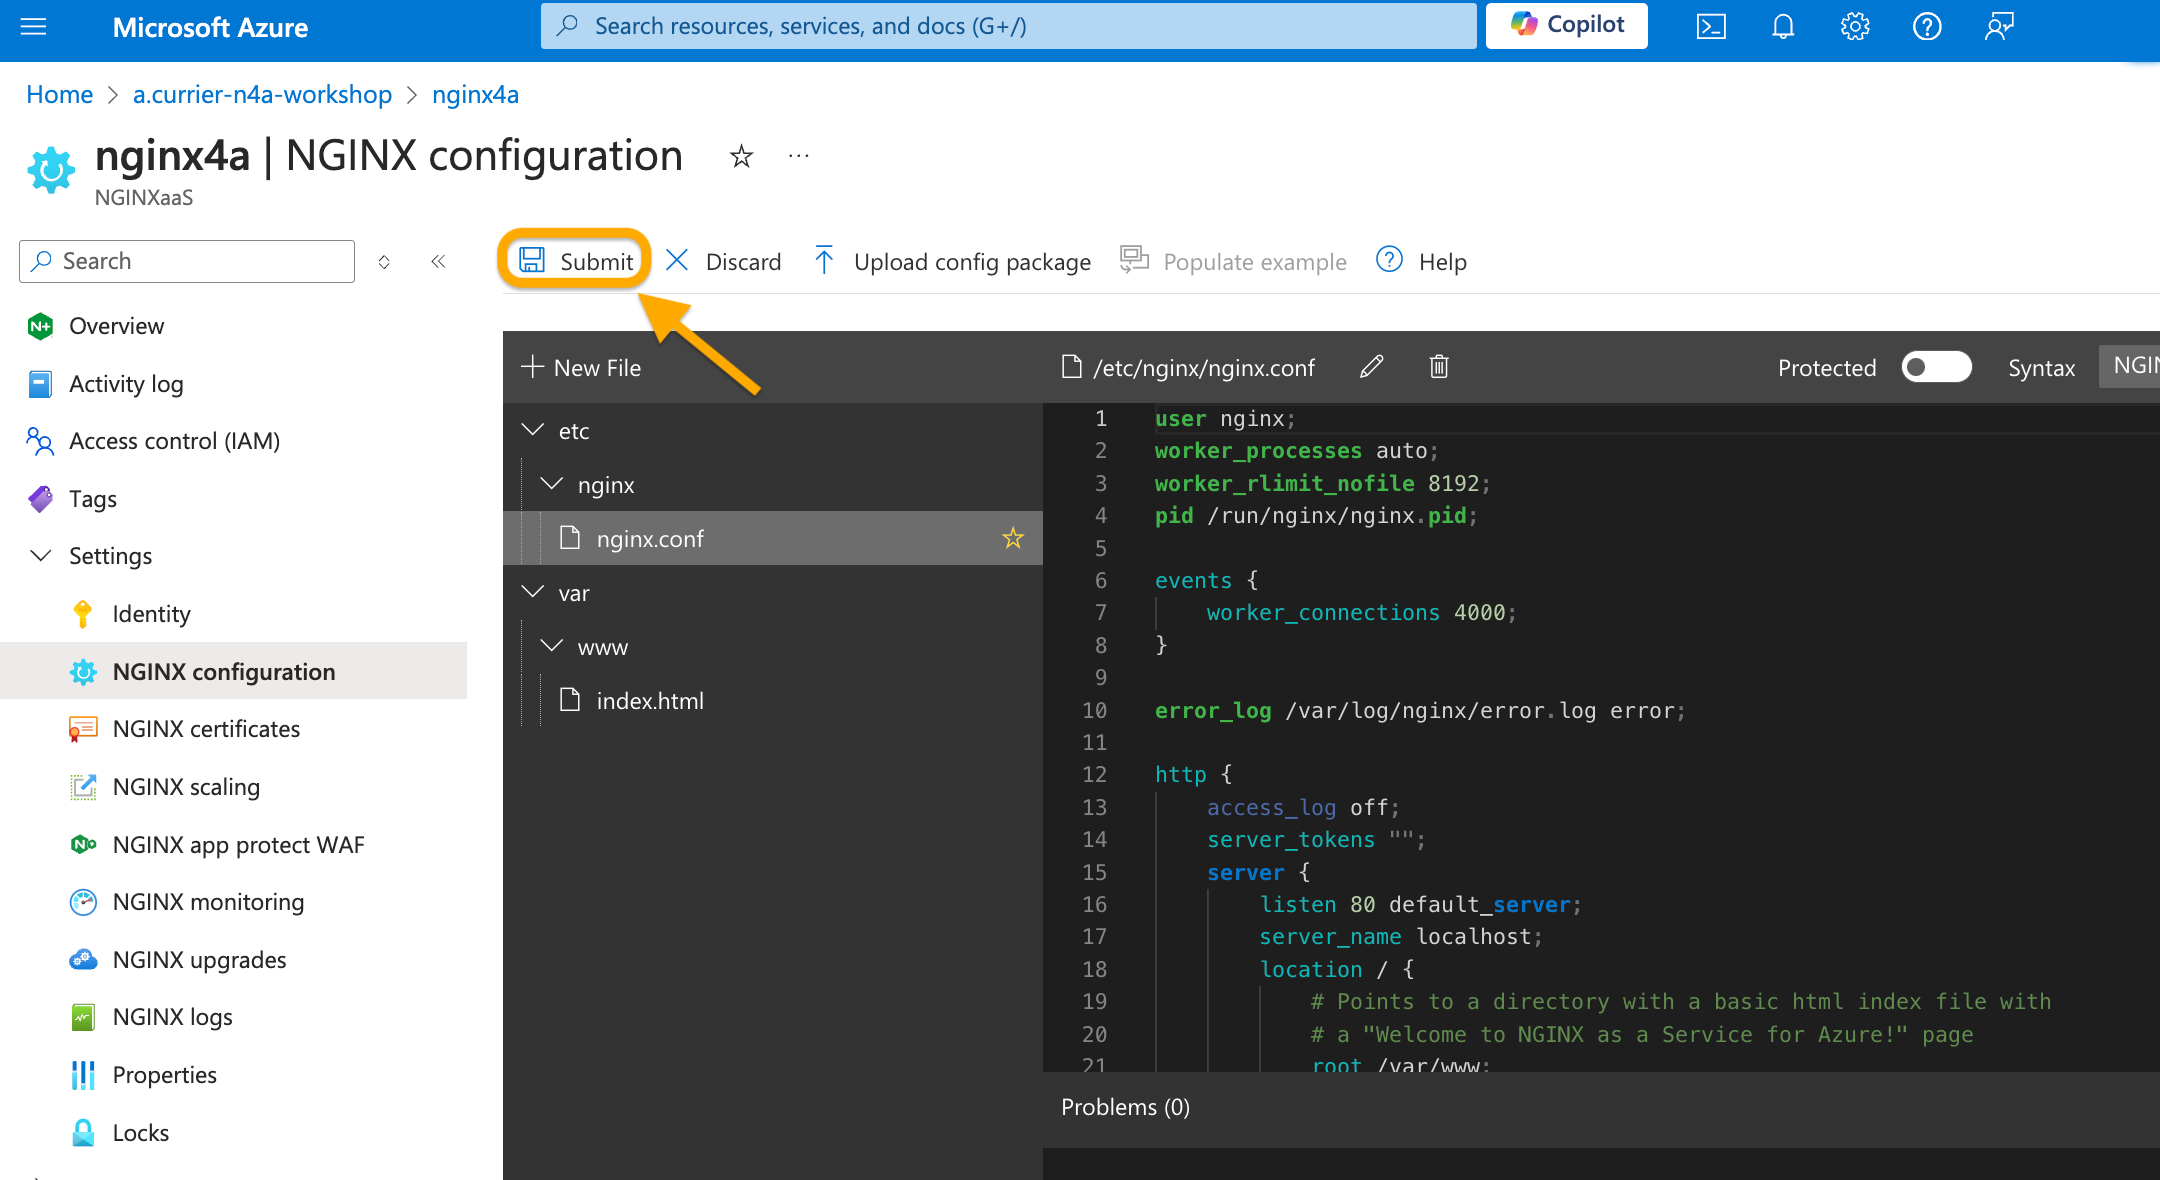 Microsoft Azure
Search resources, services, and docs (G+/)
Copilot
Home > a.currier-n4a-workshop > nginx4a
nginx4a | NGINX configuration
NGINXaaS
Search
Submit
Discard
Upload config package
Populate example
Help
Overview
Activity log
Access control (IAM)
Tags
Settings
Identity
NGINX configuration
NGINX certificates
NGINX scaling
NGINX app protect WAF
NGINX monitoring
NGINX upgrades
NGINX logs
Properties
Locks
New File
etc
nginx
nginx.conf
var
www
index.html
/etc/nginx/nginx.conf
Protected
Syntax
1 user nginx;
2 worker_processes auto;
3 worker_rlimit_nofile 8192;
4 pid /run/nginx/nginx.pid;
5
6 events {
7 worker_connections 4000;
8 }
9
10 error_log /var/log/nginx/error.log error;
11
12 http {
13 access_log off;
14 server_tokens "";
15 server {
16 listen 80 default_server;
17 server_name localhost;
18 location / {
19 # Points to a directory with a basic html index file with
20 # a "Welcome to NGINX as a Service for Azure!" page
21 root /var/www;
Problems (0)